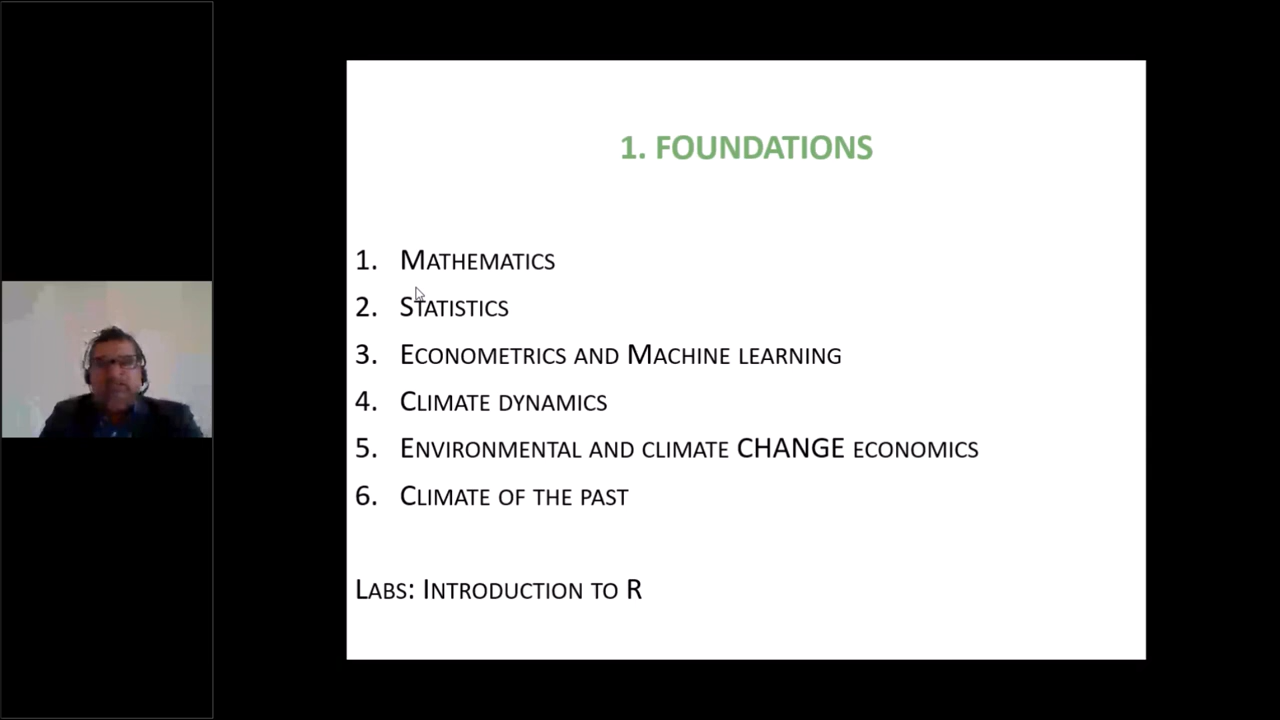 1. FOUNDATIONS
1. MATHEMATICS
2. STATISTICS
3. ECONOMETRICS AND MACHINE LEARNING
4. CLIMATE DYNAMICS
5. ENVIRONMENTAL AND CLIMATE CHANGE ECONOMICS
6. CLIMATE OF THE PAST
LABS: INTRODUCTION TO R